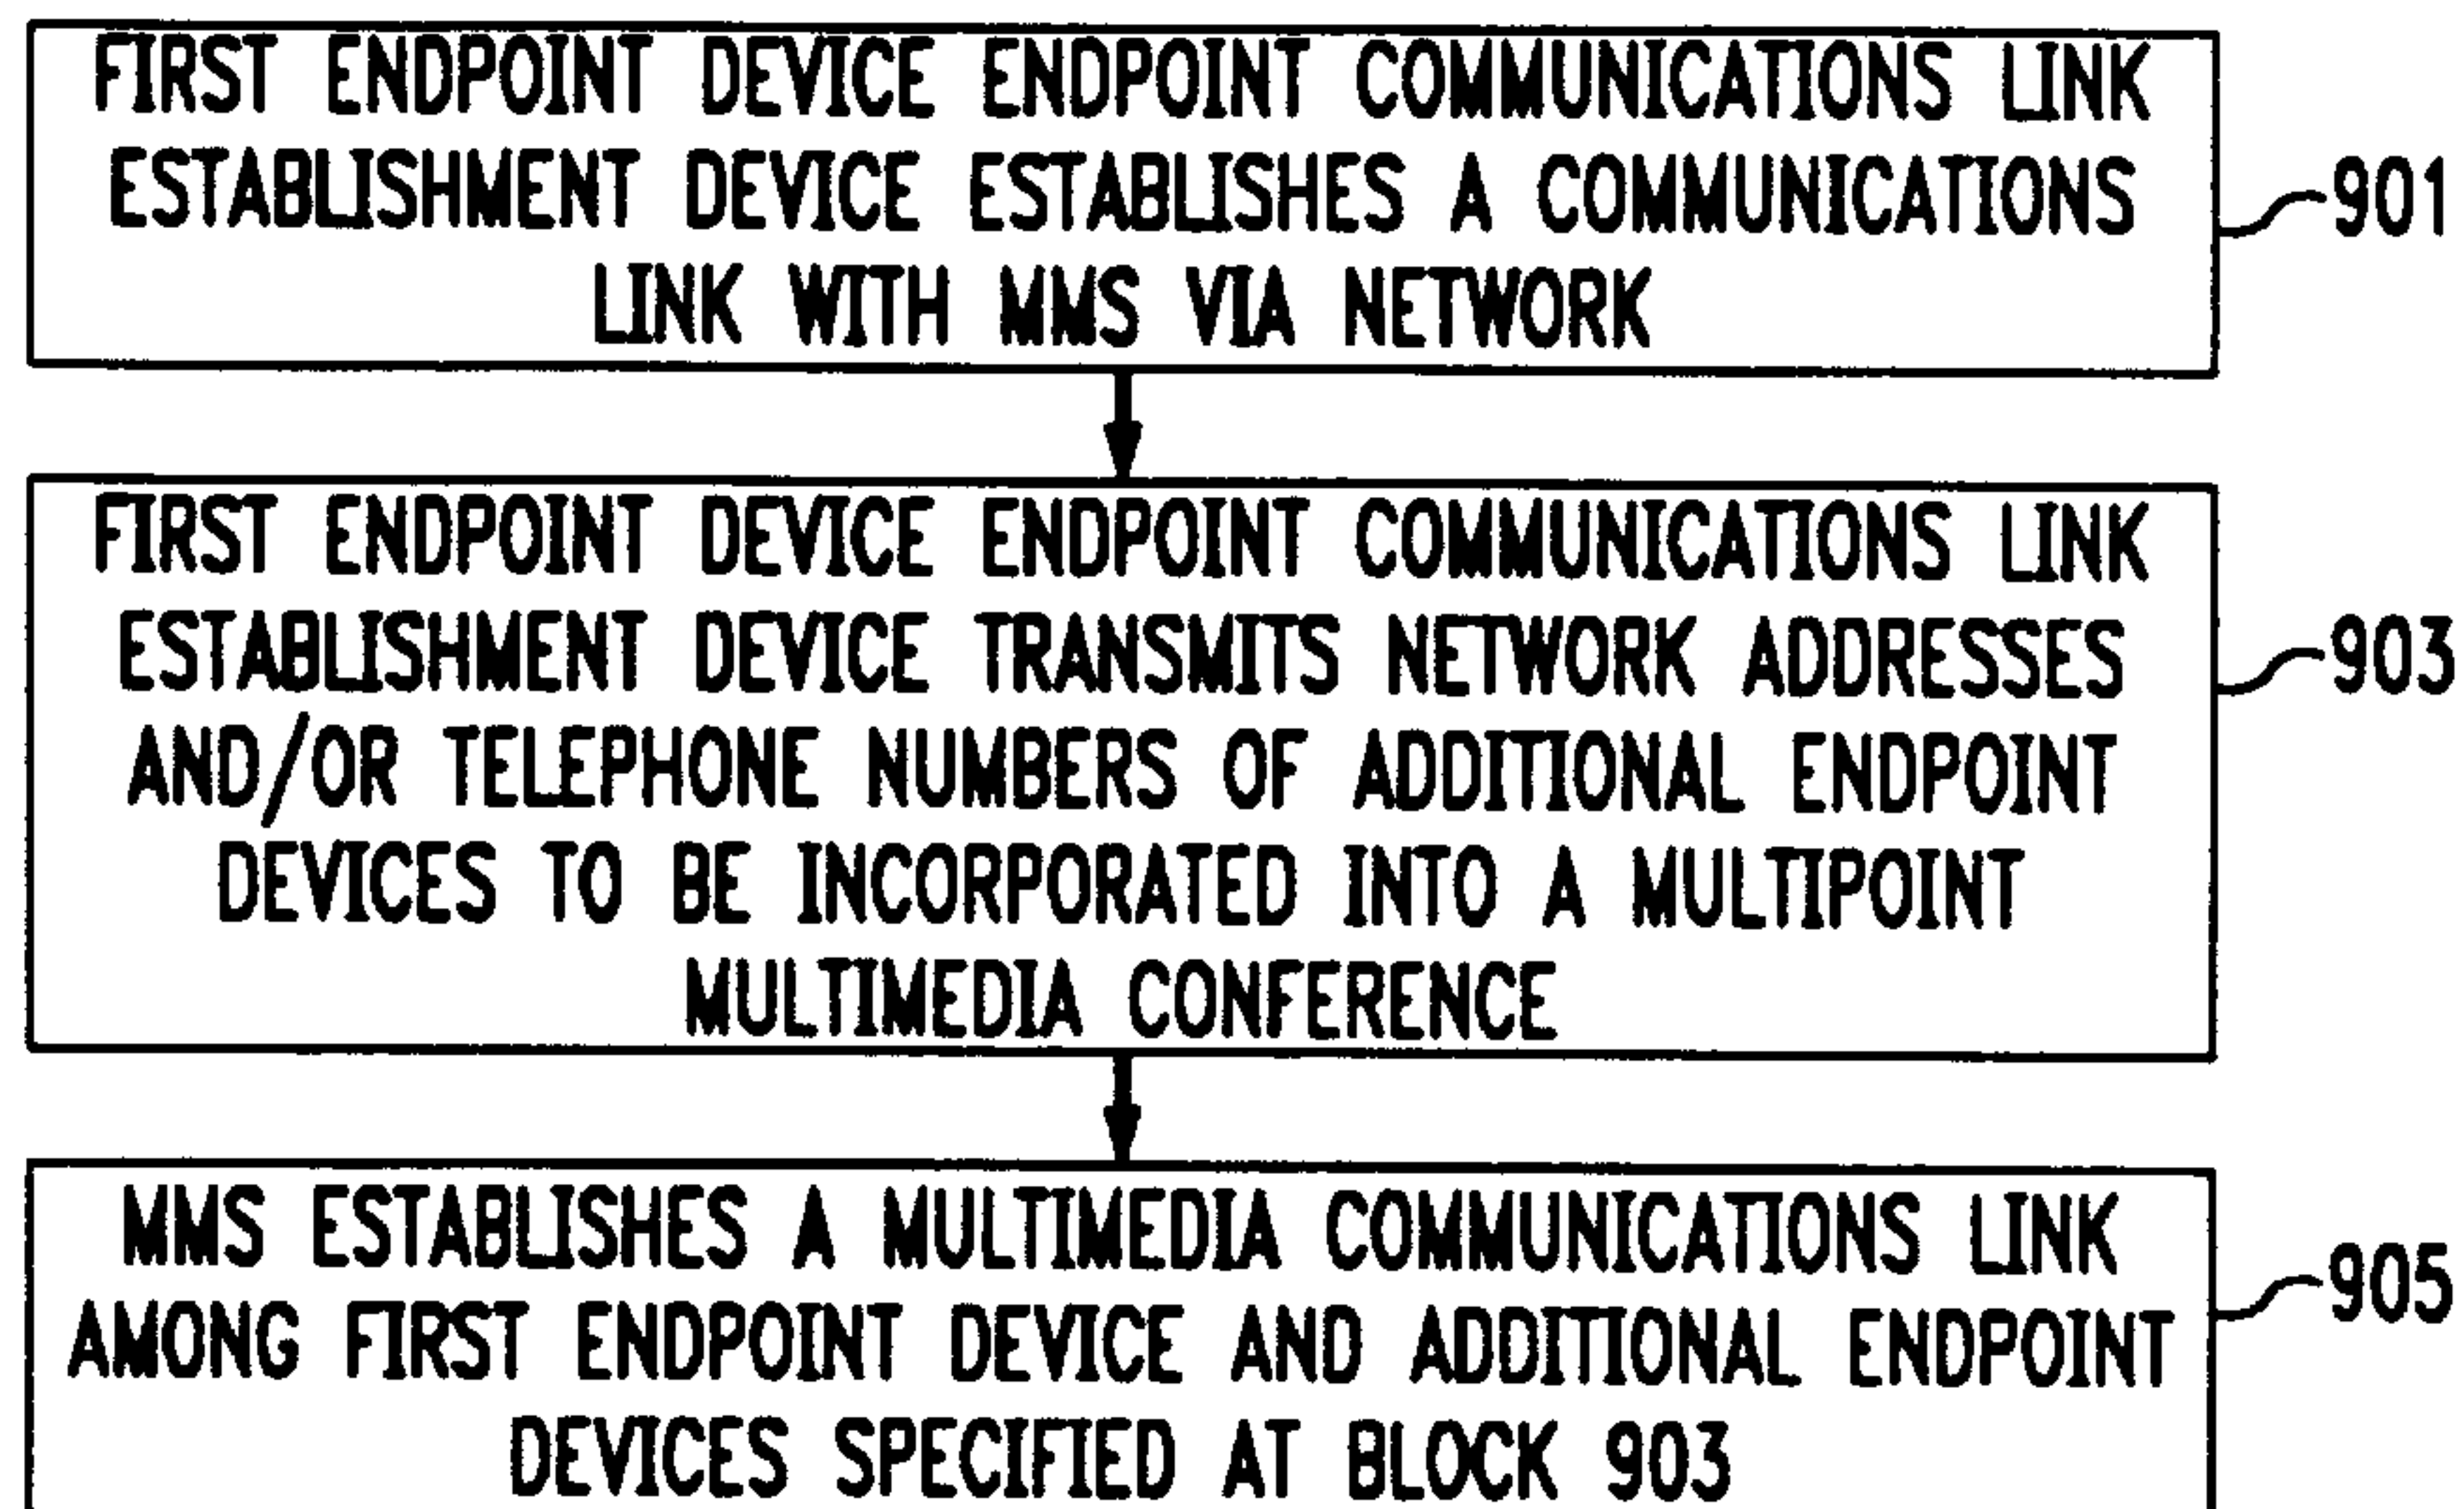 FIRST ENDPOINT DEVICE ENDPOINT COMMUNICATIONS LINK
ESTABLISHMENT DEVICE ESTABLISHES A COMMUNICATIONS
LINK WITH MMS VIA NETWORK
901
FIRST ENDPOINT DEVICE ENDPOINT COMMUNICATIONS LINK
ESTABLISHMENT DEVICE TRANSMITS NETWORK ADDRESSES
AND/OR TELEPHONE NUMBERS OF ADDITIONAL ENDPOINT
DEVICES TO BE INCORPORATED INTO A MULTIPOINT
MULTIMEDIA CONFERENCE
903
MMS ESTABLISHES A MULTIMEDIA COMMUNICATIONS LINK
AMONG FIRST ENDPOINT DEVICE AND ADDITIONAL ENDPOINT
DEVICES SPECIFIED AT BLOCK 903
905